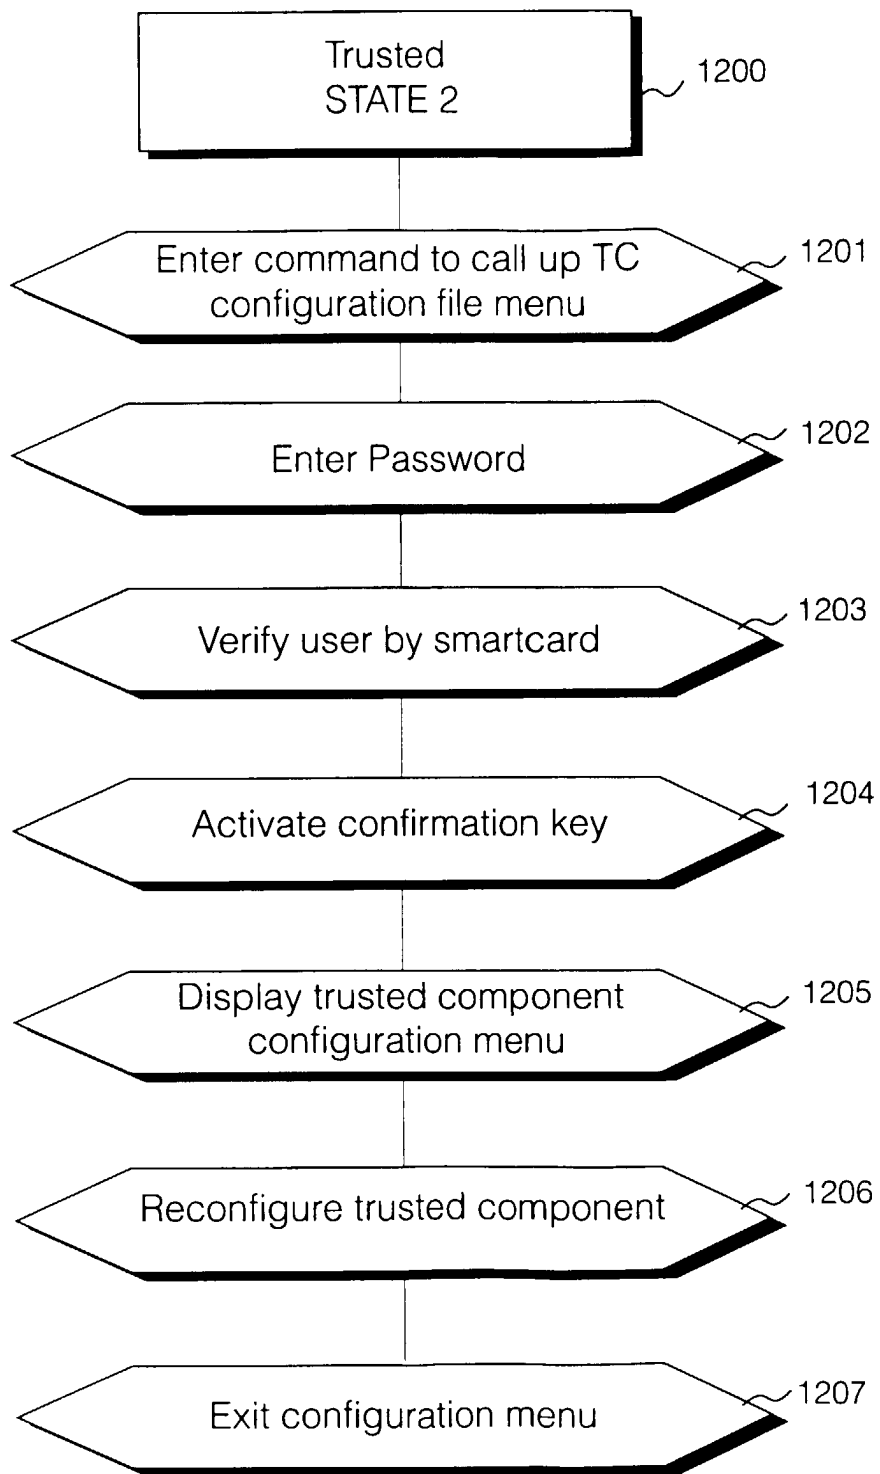 Trusted
STATE 2
1200
Enter command to call up TC
configuration file menu
1201
Enter Password
1202
Verify user by smartcard
1203
Activate confirmation key
1204
Display trusted component
configuration menu
1205
Reconfigure trusted component
1206
Exit configuration menu
1207